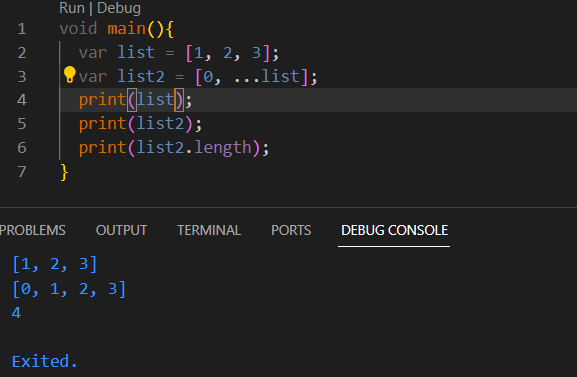 Run | Debug
1 void main(){
2 var list = [1, 2, 3];
3 var list2 = [0, ...list];
4 print(list);
5 print(list2);
6 print(list2.length);
7 }
PROBLEMS OUTPUT TERMINAL PORTS DEBUG CONSOLE
[1, 2, 3]
[0, 1, 2, 3]
4
Exited.